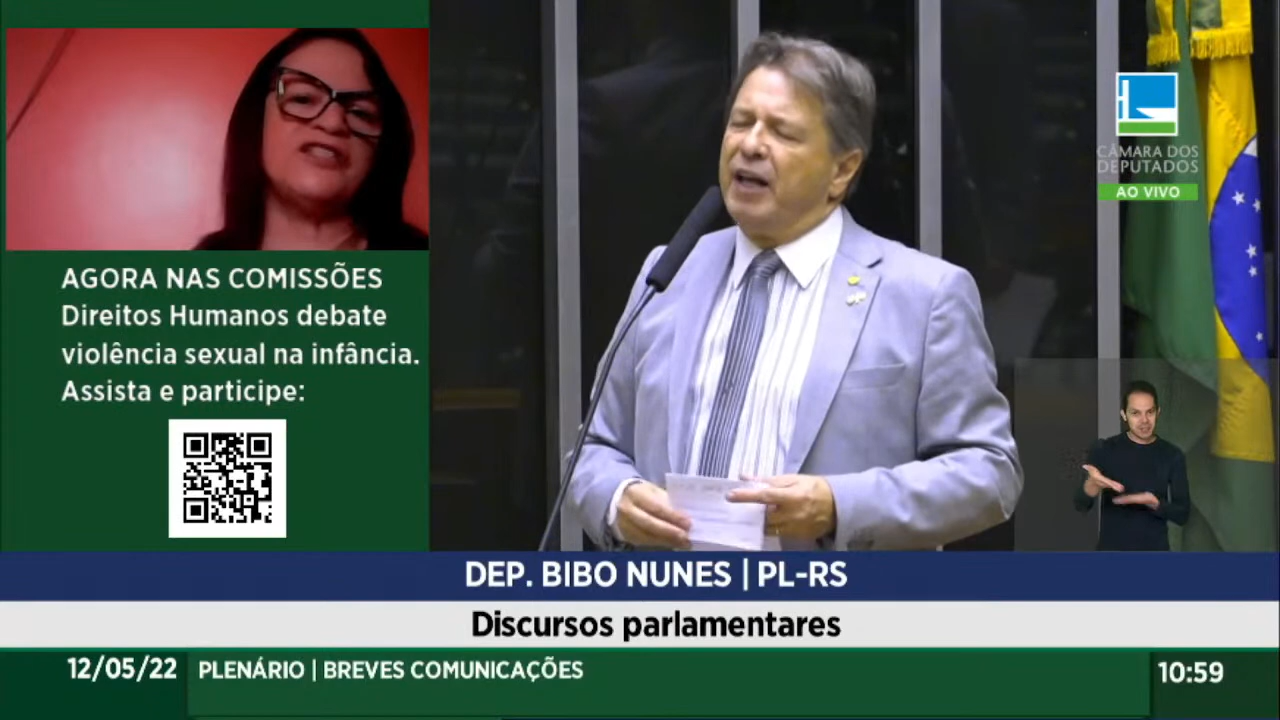 AGORA NAS COMISSÕES
Direitos Humanos debate
violência sexual na infância.
Assista e participe:
CÂMARA DOS
DEPUTADOS
AO VIVO
DEP. BIBO NUNES | PL-RS
Discursos parlamentares
12/05/22
PLENÁRIO | BREVES COMUNICAÇÕES
10:59